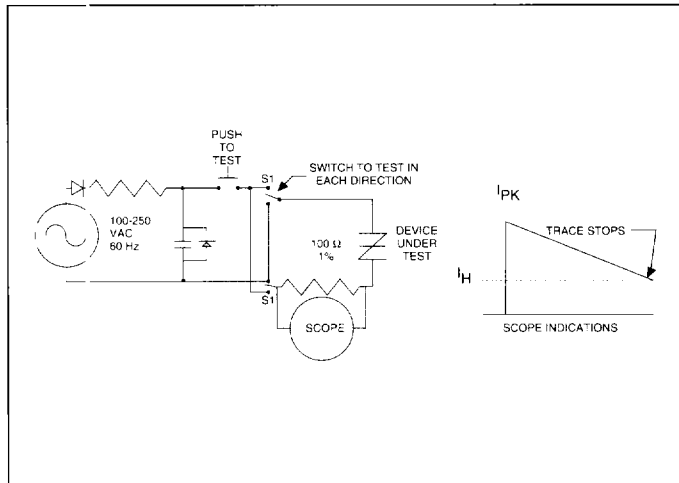 PUSH
TO
TEST
S1
SWITCH TO TEST IN
EACH DIRECTION
100-250
VAC
60 Hz
100 Ω
1%
DEVICE
UNDER
TEST
S1
SCOPE
IPK
TRACE STOPS
IH
SCOPE INDICATIONS